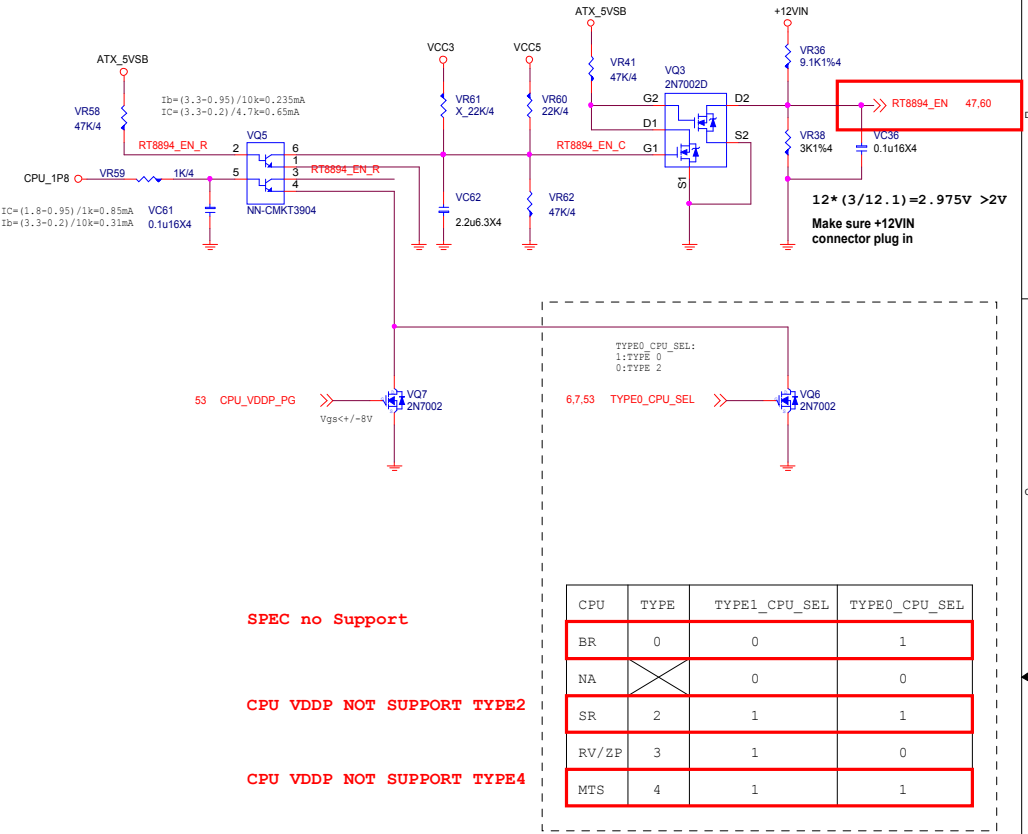 ATX_5VSB
+12VIN
VCC3
VCC5
ATX_5VSB
VR41
47K/4
VQ3
2N7002D
VR36
9.1K1%4
G2
D2
RT8894_EN 47,60
VR58
47K/4
Ib=(3.3-0.95)/10k=0.235mA
IC=(3.3-0.2)/4.7k=0.65mA
VR61
X_22K/4
VR60
22K/4
D1
S2
VR38
3K1%4
VC36
0.1u16X4
D
RT8894_EN_R
2
VQ5
6
RT8894_EN_C
G1
1
RT8894_EN_R
CPU_1P8
VR59
1K/4
5
3
4
S1
IC=(1.8-0.95)/1k=0.85mA
Ib=(3.3-0.2)/10k=0.31mA
VC61
0.1u16X4
NN-CMKT3904
VC62
2.2u6.3X4
VR62
47K/4
12*(3/12.1)=2.975V >2V
Make sure +12VIN
connector plug in
TYPE0_CPU_SEL:
1:TYPE 0
0:TYPE 2
53 CPU_VDDP_PG
VQ7
2N7002
Vgs<+/-8V
6,7,53 TYPE0_CPU_SEL
VQ6
2N7002
C
CPU TYPE TYPE1_CPU_SEL TYPE0_CPU_SEL
SPEC no Support
BR 0 0 1
NA 0 0
CPU VDDP NOT SUPPORT TYPE2
SR 2 1 1
RV/ZP 3 1 0
CPU VDDP NOT SUPPORT TYPE4
MTS 4 1 1